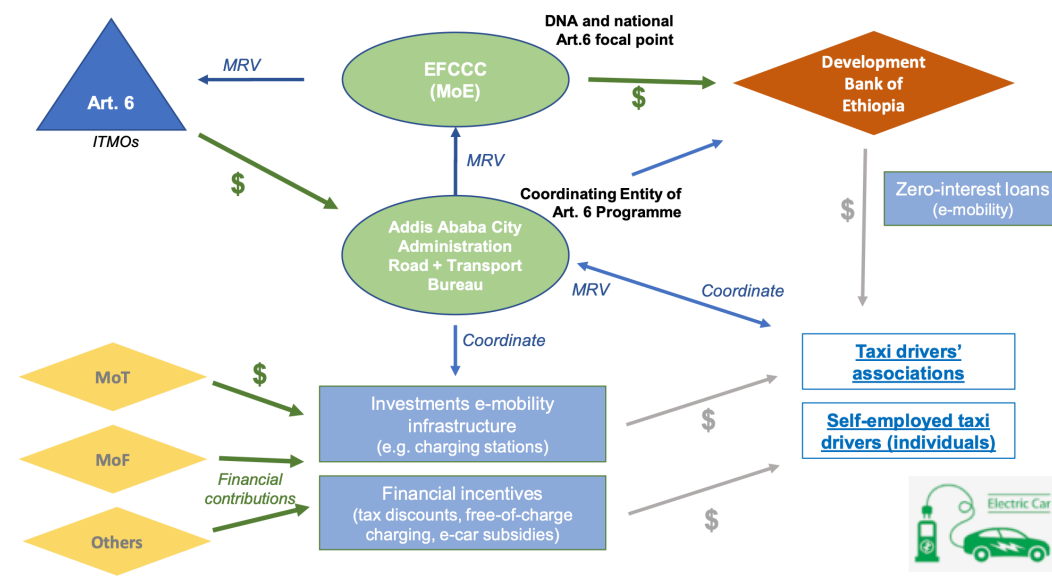 DNA and national
Art.6 focal point
MRV
EFCCC
(MoE)
$
Development
Bank of
Ethiopia
Art. 6
ITMOs
$
MRV
Coordinating Entity of
Art. 6 Programme
$
Zero-interest loans
(e-mobility)
Addis Ababa City
Administration
Road + Transport
Bureau
MRV
Coordinate
Coordinate
MoT
$
Taxi drivers'
associations
Investments e-mobility
infrastructure
(e.g. charging stations)
$
Self-employed taxi
drivers (individuals)
MoF
Financial
contributions
Financial incentives
(tax discounts, free-of-charge
charging, e-car subsidies)
$
Others
Electric Car